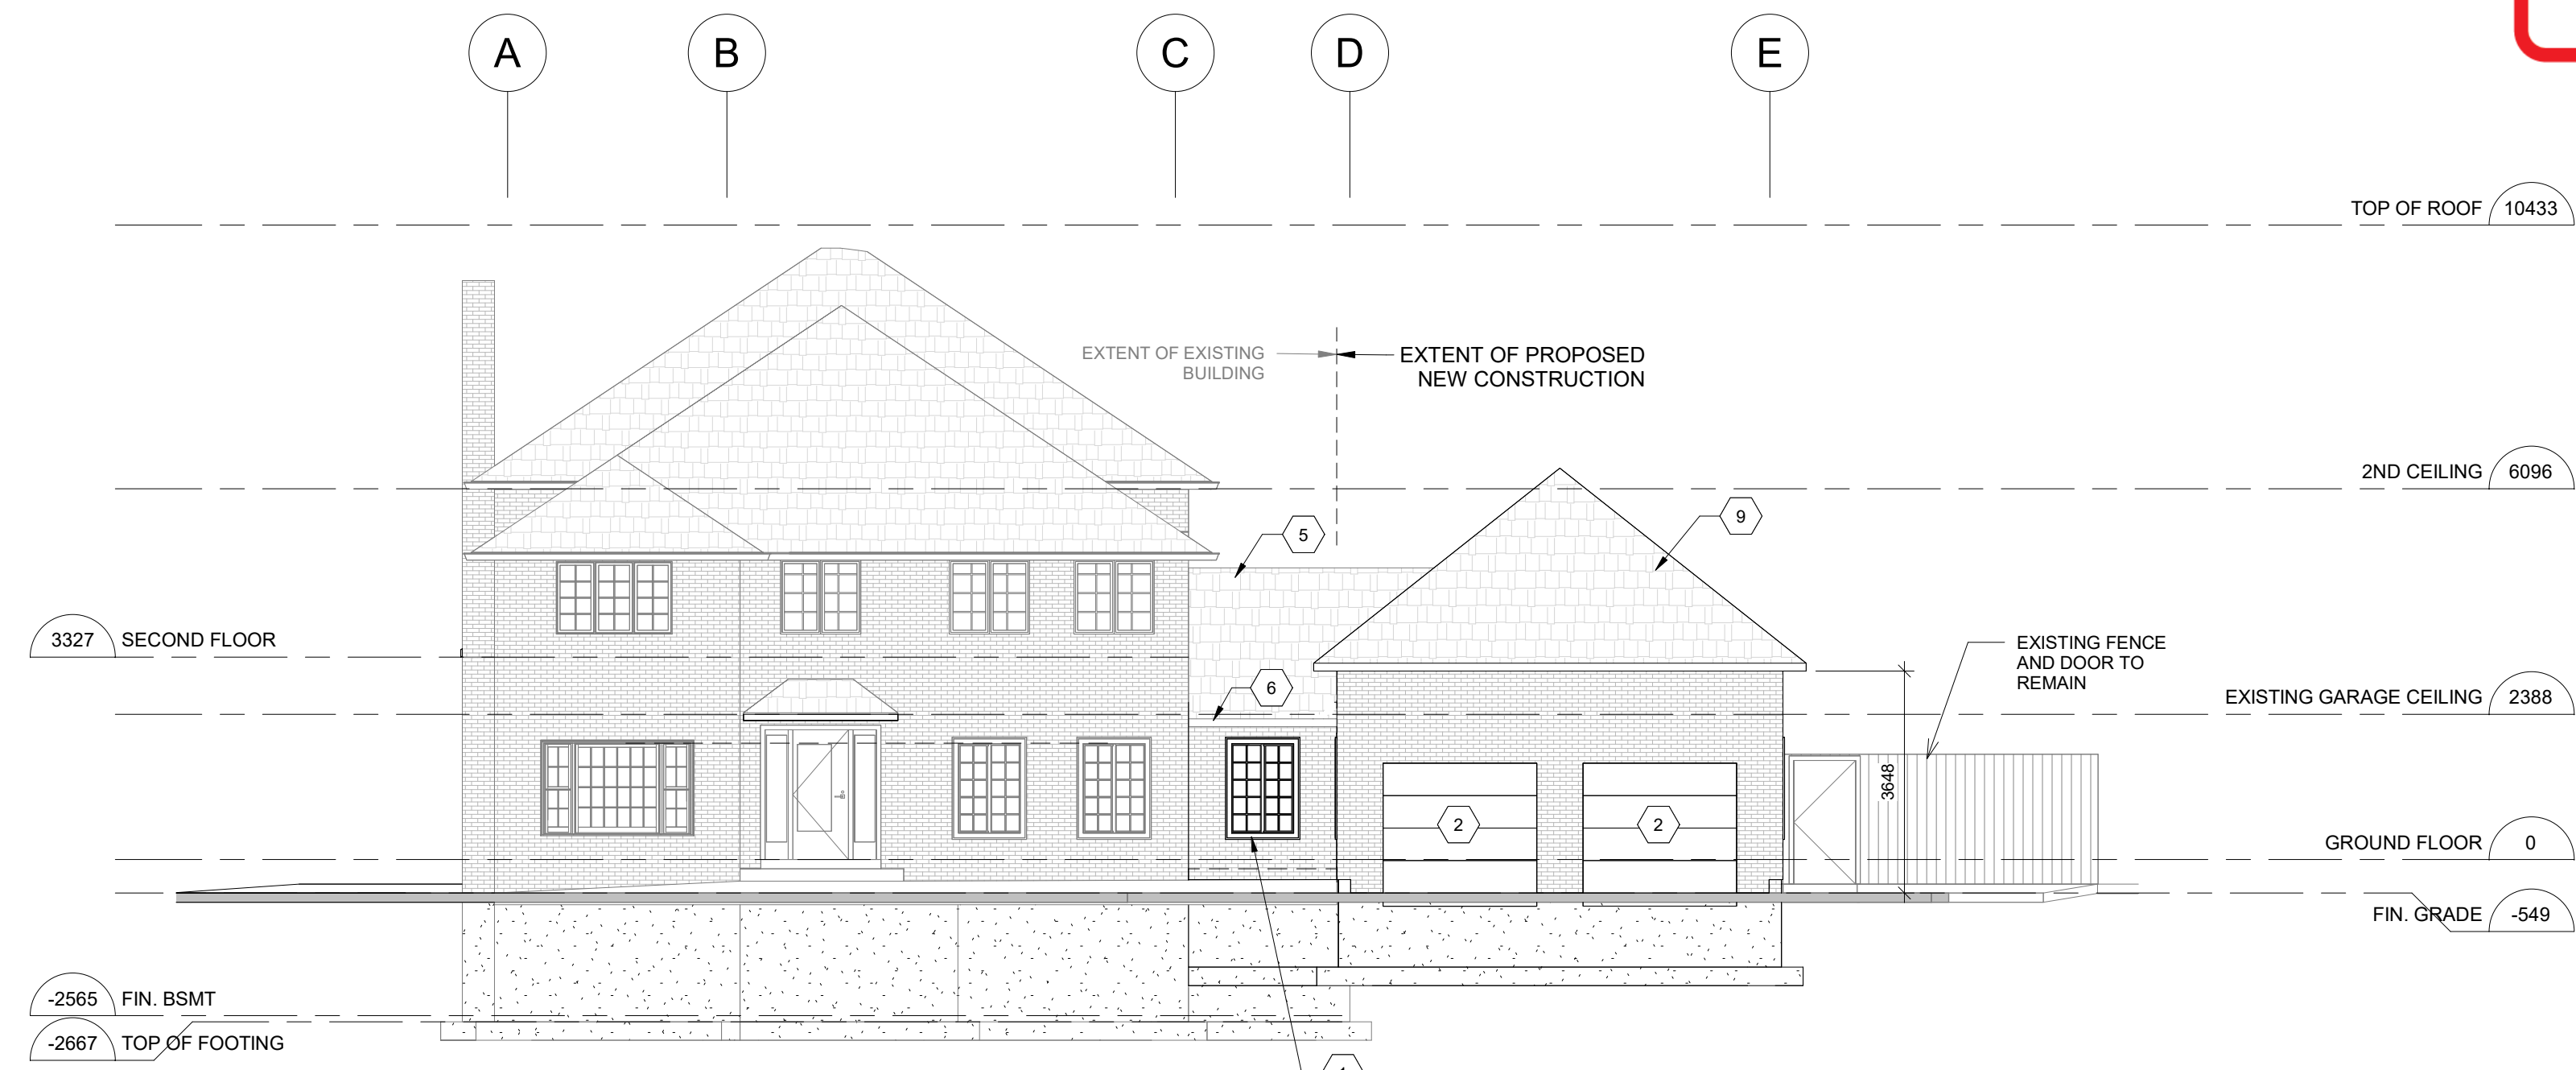 A
B
C
D
E
TOP OF ROOF 10433
EXTENT OF EXISTING
BUILDING
EXTENT OF PROPOSED
NEW CONSTRUCTION
2ND CEILING 6096
9
5
3327 SECOND FLOOR
EXISTING FENCE
AND DOOR TO
REMAIN
6
EXISTING GARAGE CEILING 2388
3648
2
2
GROUND FLOOR 0
FIN. GRADE -549
-2565 FIN. BSMT
-2667 TOP OF FOOTING